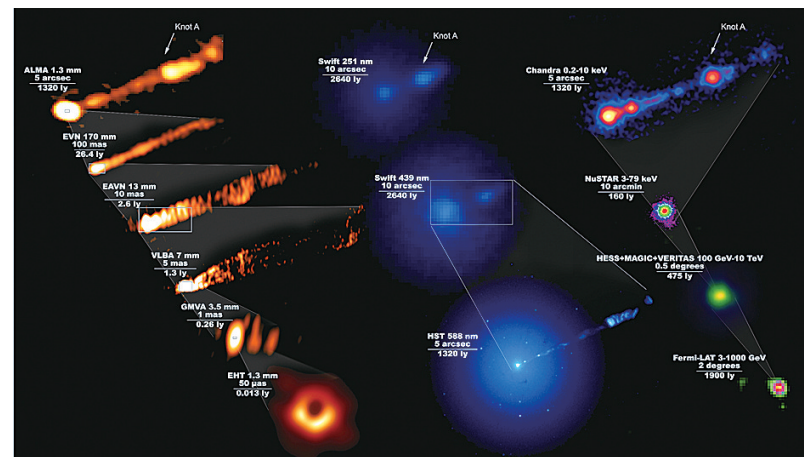 Knot A
ALMA 1.3 mm
5 arcsec
1320 ly
EVN 170 mm
100 mas
26.4 ly
EAVN 13 mm
10 mas
2.6 ly
VLBA 7 mm
5 mas
1.3 ly
GMVA 3.5 mm
1 mas
0.26 ly
EHT 1.3 mm
50 μas
0.013 ly
Knot A
Swift 251 nm
10 arcsec
2640 ly
Swift 439 nm
10 arcsec
2640 ly
HST 588 nm
5 arcsec
1320 ly
Knot A
Chandra 0.2-10 keV
5 arcsec
1320 ly
NuSTAR 3-79 keV
10 arcmin
160 ly
HESS+MAGIC+VERITAS 100 GeV-10 TeV
0.5 degrees
475 ly
Fermi-LAT 3-1000 GeV
2 degrees
1900 ly